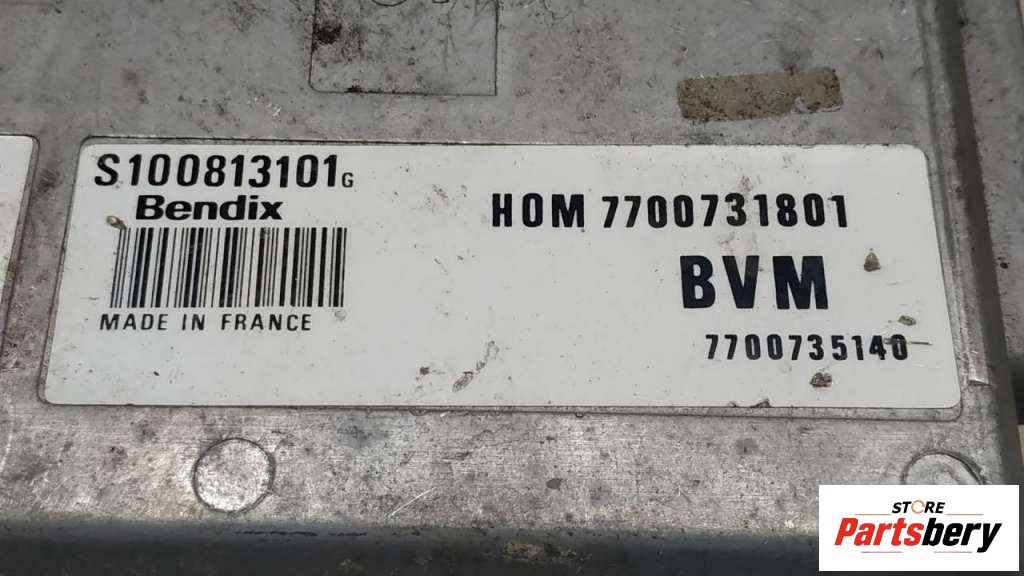 S100813101G
Bendix
MADE IN FRANCE
HOM 7700731801
BVM
7700735140
STORE
Partsbery